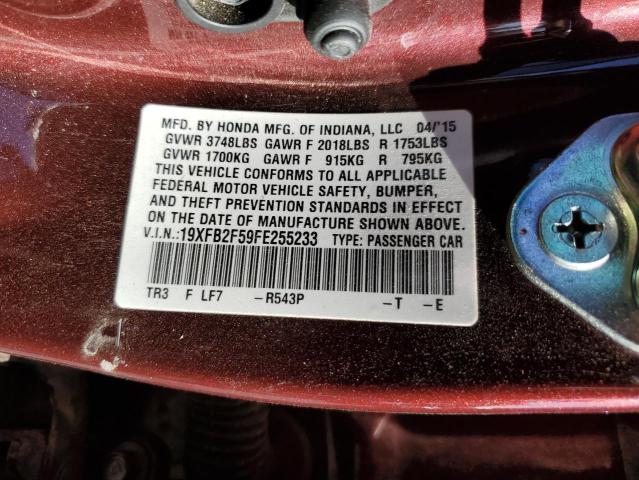 MFD. BY HONDA MFG. OF INDIANA, LLC 04/'15
GVWR 3748LBS GAWR F 2018LBS R 1753LBS
GVWR 1700KG GAWR F 915KG R 795KG
THIS VEHICLE CONFORMS TO ALL APPLICABLE
FEDERAL MOTOR VEHICLE SAFETY, BUMPER,
AND THEFT PREVENTION STANDARDS IN EFFECT
ON THE DATE OF MANUFACTURE SHOWN ABOVE.
V.I.N.:19XFB2F59FE255233 TYPE: PASSENGER CAR
TR3 F LF7 -R543P -T -E